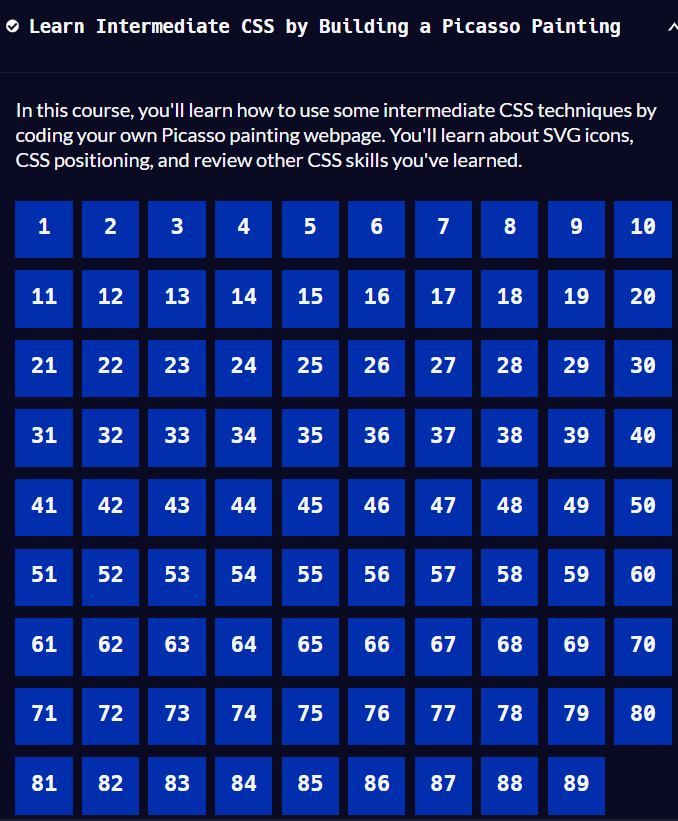 Learn Intermediate CSS by Building a Picasso Painting
In this course, you'll learn how to use some intermediate CSS techniques by
coding your own Picasso painting webpage. You'll learn about SVG icons,
CSS positioning, and review other CSS skills you've learned.
1 2 3 4 5 6 7 8 9 10
11 12 13 14 15 16 17 18 19 20
21 22 23 24 25 26 27 28 29 30
31 32 33 34 35 36 37 38 39 40
41 42 43 44 45 46 47 48 49 50
51 52 53 54 55 56 57 58 59 60
61 62 63 64 65 66 67 68 69 70
71 72 73 74 75 76 77 78 79 80
81 82 83 84 85 86 87 88 89